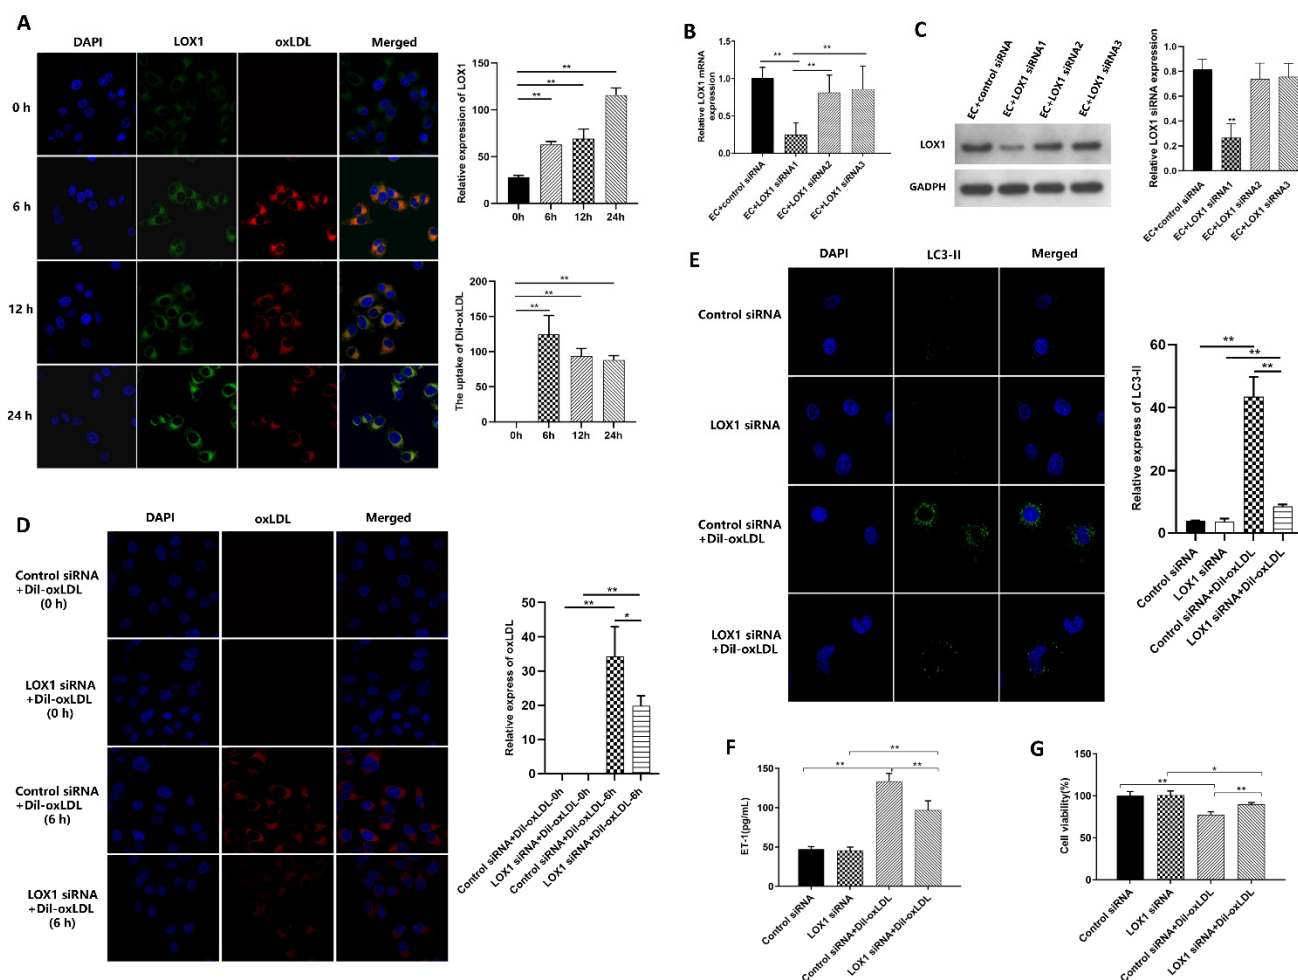 A
DAPI LOX1 oxLDL Merged
0 h
6 h
12 h
24 h
Relative expression of LOX1
150
100
50
0
** ** **
0h 6h 12h 24h
The uptake of Dil-oxLDL
200
150
100
50
0
** ** **
0h 6h 12h 24h
B
Relative LOX1 mRNA
expression
1.5
1.0
0.5
0.0
** ** **
EC+control siRNA
EC+LOX1 siRNA1
EC+LOX1 siRNA2
EC+LOX1 siRNA3
C
EC+control siRNA
EC+LOX1 siRNA1
EC+LOX1 siRNA2
EC+LOX1 siRNA3
LOX1
GADPH
Relative LOX1 siRNA expression
1.0
0.8
0.6
0.4
0.2
0.0
**
EC+control siRNA
EC+LOX1 siRNA1
EC+LOX1 siRNA2
EC+LOX1 siRNA3
D
DAPI oxLDL Merged
Control siRNA
+Dil-oxLDL
(0 h)
LOX1 siRNA
+Dil-oxLDL
(0 h)
Control siRNA
+Dil-oxLDL
(6 h)
LOX1 siRNA
+Dil-oxLDL
(6 h)
Relative express of oxLDL
50
40
30
20
10
0
** ** *
Control siRNA+Dil-oxLDL-0h
LOX1 siRNA+Dil-oxLDL-0h
Control siRNA+Dil-oxLDL-6h
LOX1 siRNA+Dil-oxLDL-6h
E
DAPI LC3-II Merged
Control siRNA
LOX1 siRNA
Control siRNA
+Dil-oxLDL
LOX1 siRNA
+Dil-oxLDL
Relative express of LC3-II
60
40
20
0
** ** **
Control siRNA
LOX1 siRNA
Control siRNA+Dil-oxLDL
LOX1 siRNA+Dil-oxLDL
F
ET-1(pg/mL)
150
100
50
0
** ** **
Control siRNA
LOX1 siRNA
Control siRNA+Dil-oxLDL
LOX1 siRNA+Dil-oxLDL
G
Cell viability(%)
150
100
50
0
** * **
Control siRNA
LOX1 siRNA
Control siRNA+Dil-oxLDL
LOX1 siRNA+Dil-oxLDL